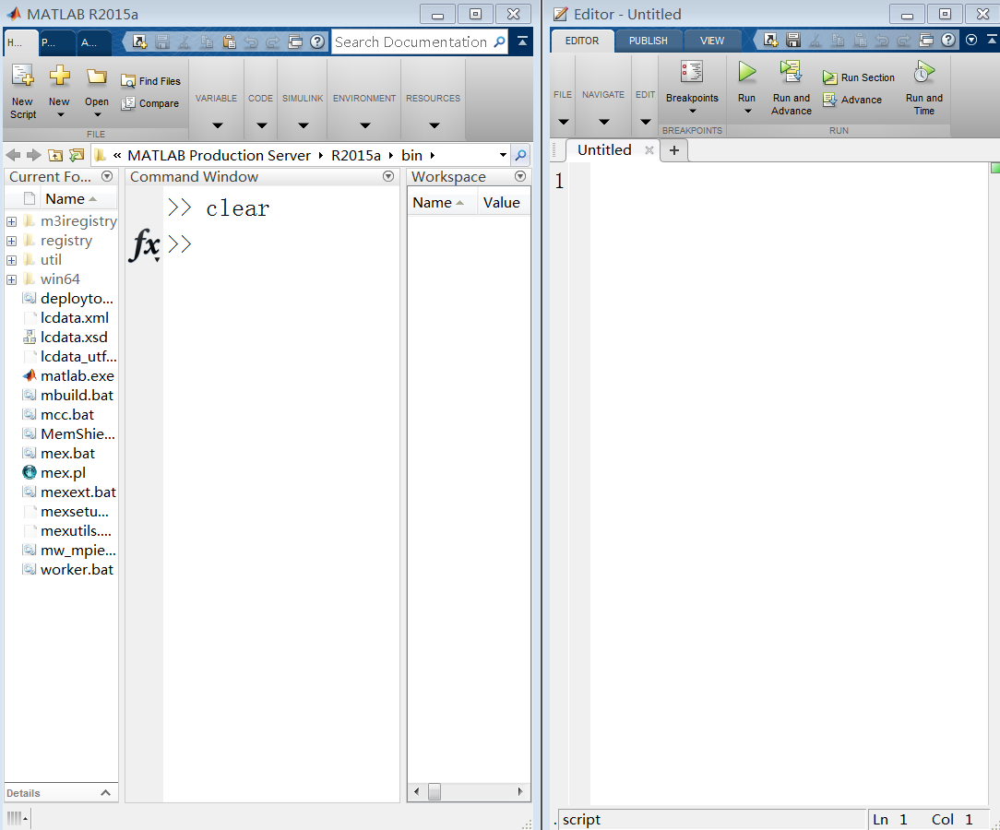 MATLAB R2015a
H... P... A... Search Documentation
New Script
New
Open
Find Files
Compare
FILE
VARIABLE
CODE
SIMULINK
ENVIRONMENT
RESOURCES
« MATLAB Production Server R2015a bin
Current Fo...
Name
m3iregistry
registry
util
win64
deployto...
lcdata.xml
lcdata.xsd
lcdata_utf...
matlab.exe
mbuild.bat
mcc.bat
MemShie...
mex.bat
mex.pl
mexext.bat
mexsetu...
mexutils....
mw_mpie...
worker.bat
Details
Command Window
>> clear
fx >>
Workspace
Name Value
Editor - Untitled
EDITOR PUBLISH VIEW
FILE
NAVIGATE
EDIT
Breakpoints
BREAKPOINTS
Run
Run and Advance
Run Section
Advance
Run and Time
RUN
Untitled +
1
script
Ln 1 Col 1